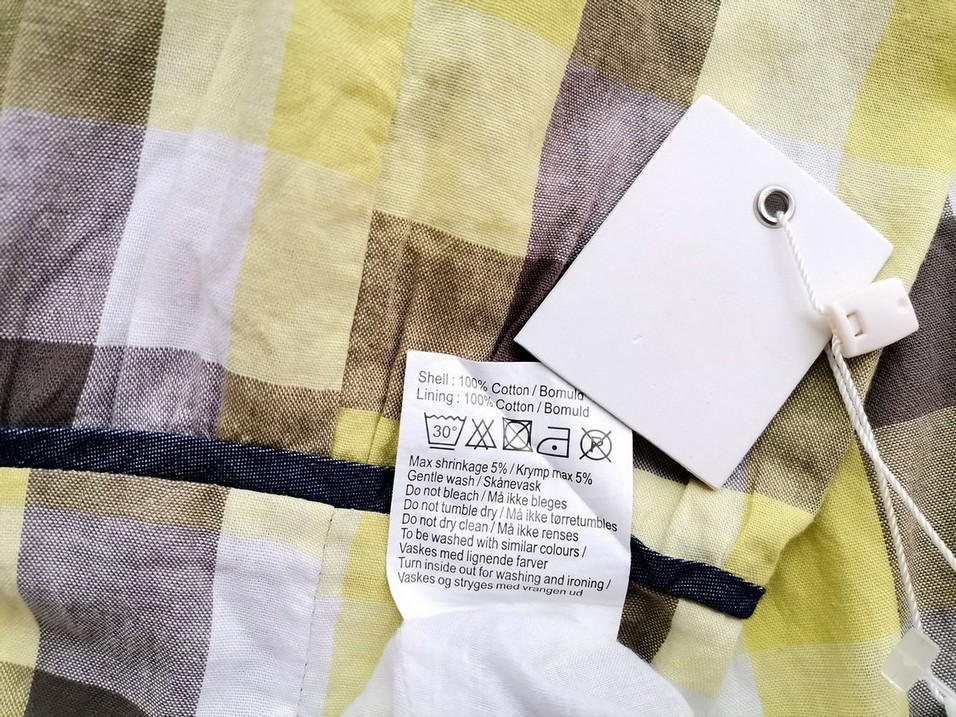 Shell : 100% Cotton / Bomuld
Lining : 100% Cotton / Bomuld
30° P
Max shrinkage 5% / Krymp max 5%
Gentle wash / Skånevask
Do not bleach / Må ikke bleges
Do not tumble dry / Må ikke tørretumbles
Do not dry clean / Må ikke renses
To be washed with similar colours /
Vaskes med lignende farver
Turn inside out for washing and ironing /
Vaskes og stryges med vrangen ud